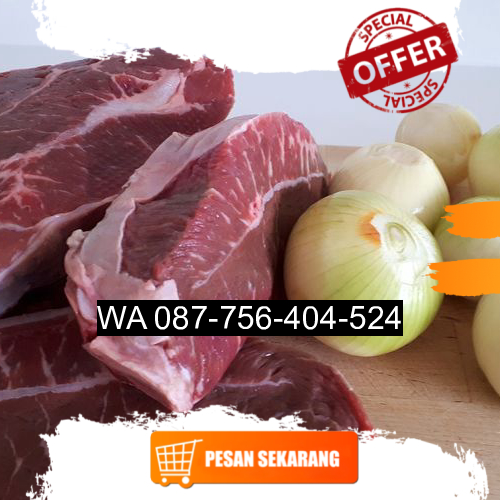 SPECIAL
OFFER
SPECIAL
WA 087-756-404-524
PESAN SEKARANG